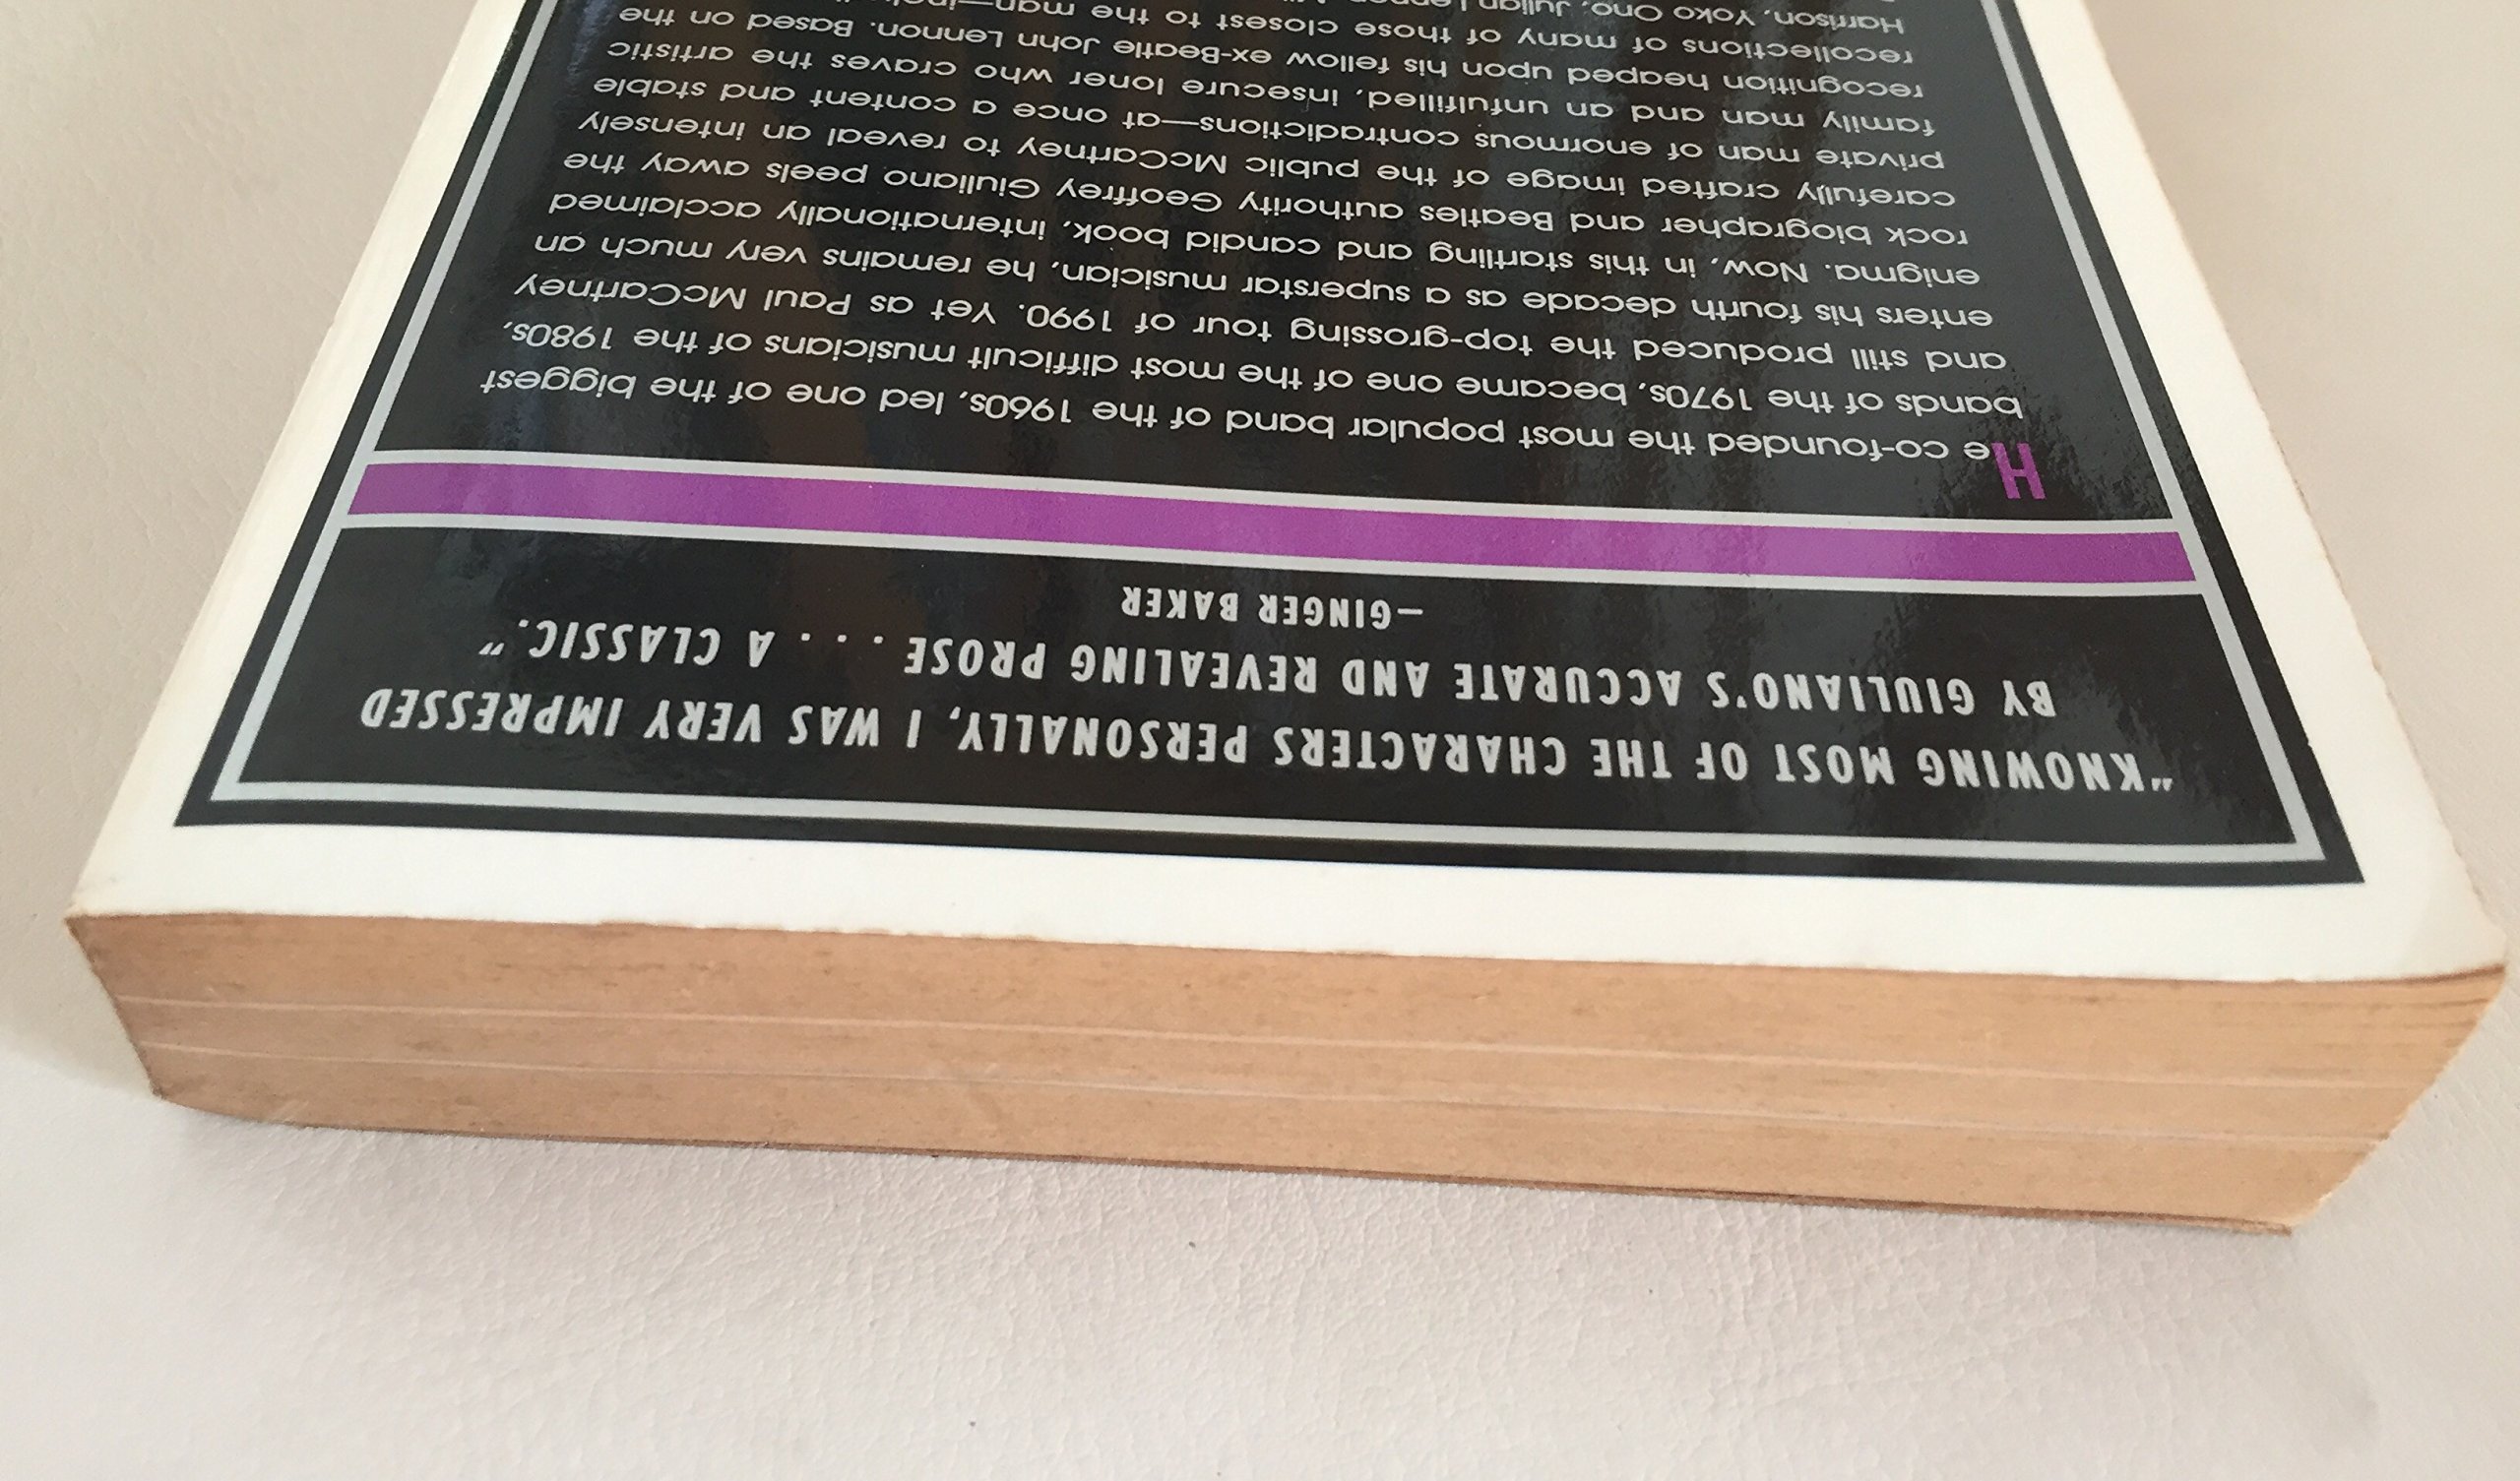 "KNOWING MOST OF THE CHARACTERS PERSONALLY, I WAS VERY IMPRESSED
BY GIULIANO'S ACCURATE AND REVEALING PROSE . . . A CLASSIC."
—GINGER BAKER
He co-founded the most popular band of the 1960s, led one of the biggest
bands of the 1970s, became one of the most difficult musicians of the 1980s,
and still produced the top-grossing tour of 1990. Yet as Paul McCartney
enters his fourth decade as a superstar musician, he remains very much an
enigma. Now, in this startling and candid book, internationally acclaimed
rock biographer and Beatles authority Geoffrey Giuliano peels away the
carefully crafted image of the public McCartney to reveal an intensely
private man of enormous contradictions—at once a content and stable
family man and an unfulfilled, insecure loner who craves the artistic
recognition heaped upon his fellow ex-Beatle John Lennon. Based on the
recollections of many of those closest to the man—
Harrison, Yoko Ono, Julian